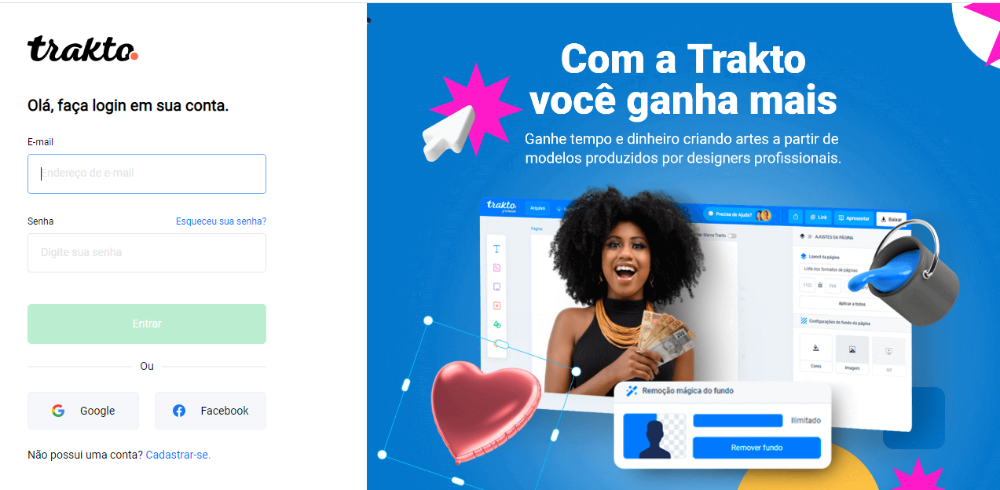 trakto.
Olá, faça login em sua conta.
E-mail
Endereço de e-mail
Senha
Esqueceu sua senha?
Digite sua senha
Entrar
Ou
Google
Facebook
Não possui uma conta? Cadastrar-se.
Com a Trakto
você ganha mais
Ganhe tempo e dinheiro criando artes a partir de
modelos produzidos por designers profissionais.
trakto
Arquivo
Precisa de Ajuda?
Link
Apresentar
Baixar
Pagina
Marca Trakto
AJUSTES DA PÁGINA
Layout da página
Lista dos formatos de páginas
Aplicar a todos
Configurações de fundo da página
Cores
Imagem
Gif
200
Remoção mágica do fundo
Ilimitado
Remover fundo